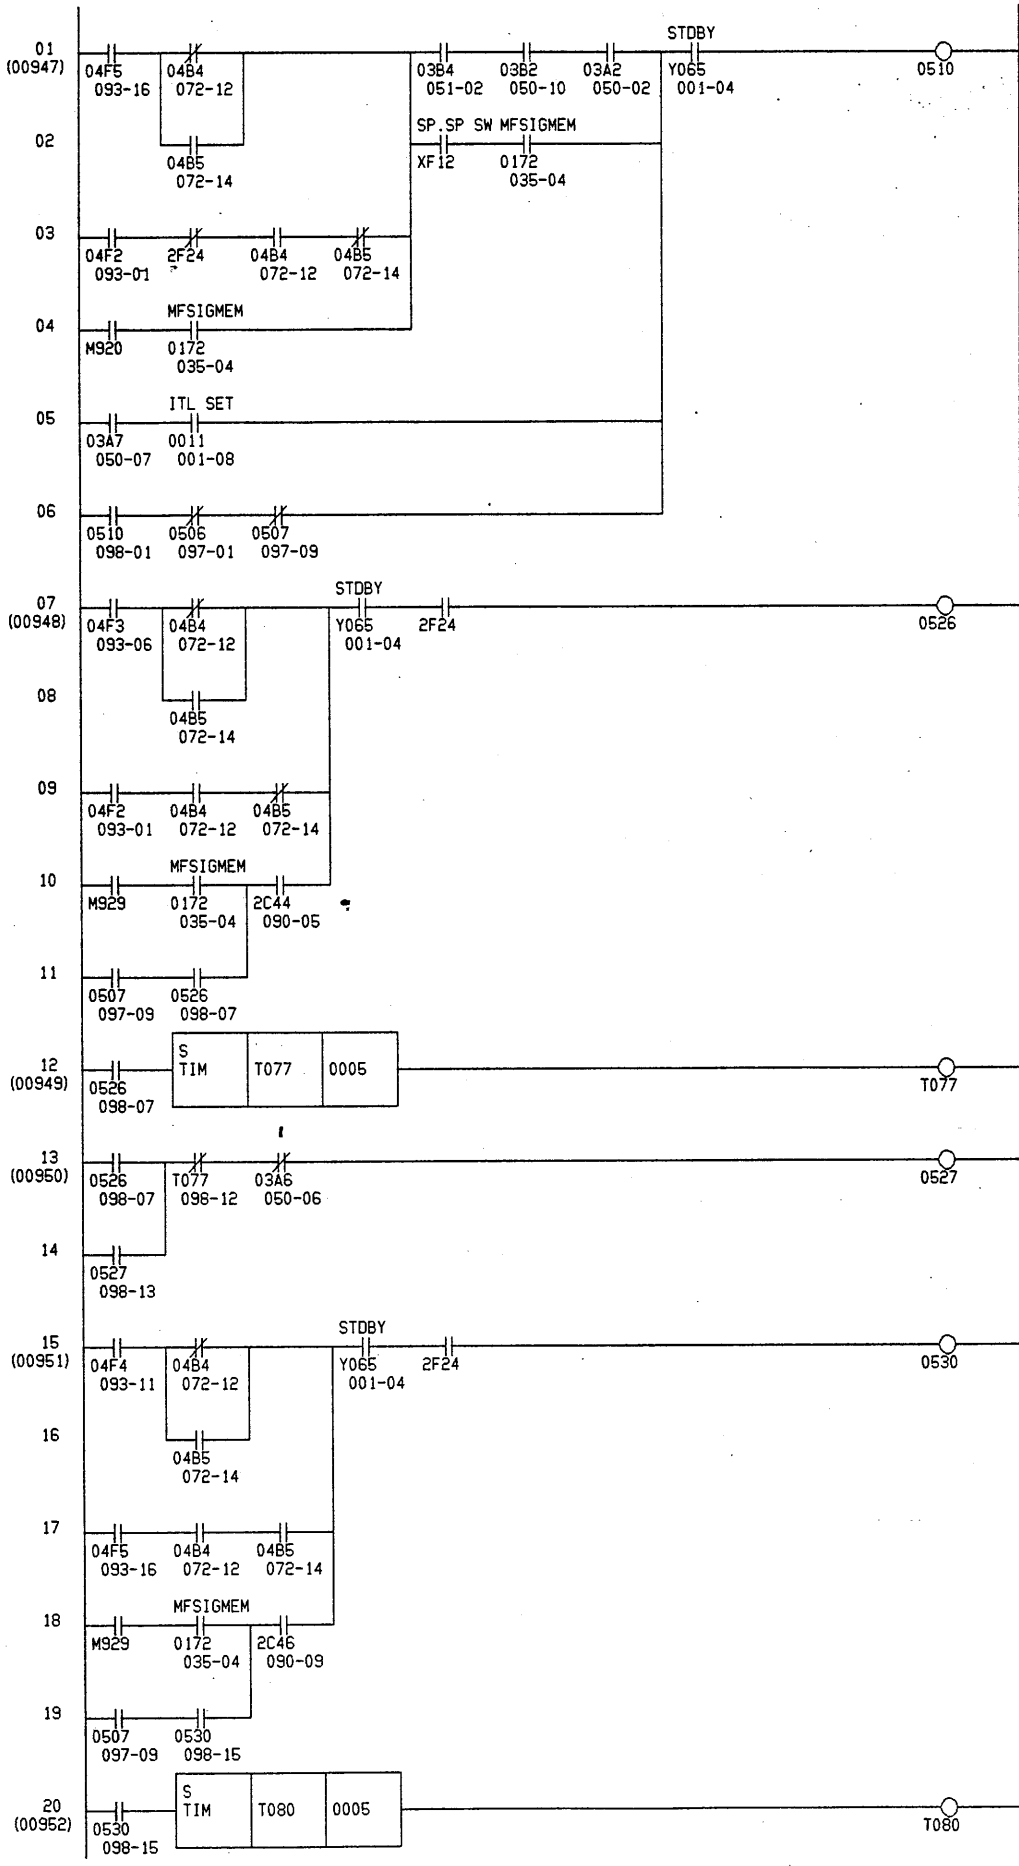 STDBY
01
(00947) 04F5 04B4 03B4 03B2 03A2 Y065 0510
093-16 072-12 051-02 050-10 050-02 001-04
SP.SP SW MFSIGMEM
02
04B5 XF12 0172
072-14 035-04
03
04F2 2F24 04B4 04B5
093-01 072-12 072-14
MFSIGMEM
04
M920 0172
035-04
ITL SET
05
03A7 0011
050-07 001-08
06
0510 0506 0507
098-01 097-01 097-09
STDBY
07
(00948) 04F3 04B4 Y065 2F24 0526
093-06 072-12 001-04
08
04B5
072-14
09
04F2 04B4 04B5
093-01 072-12 072-14
MFSIGMEM
10
M929 0172 2C44
035-04 090-05
11
0507 0526
097-09 098-07
S
12 TIM T077 0005
(00949) 0526 T077
098-07
13
(00950) 0526 T077 03A6 0527
098-07 098-12 050-06
14
0527
098-13
STDBY
15
(00951) 04F4 04B4 Y065 2F24 0530
093-11 072-12 001-04
16
04B5
072-14
17
04F5 04B4 04B5
093-16 072-12 072-14
MFSIGMEM
18
M929 0172 2C46
035-04 090-09
19
0507 0530
097-09 098-15
S
20 TIM T080 0005
(00952) 0530 T080
098-15